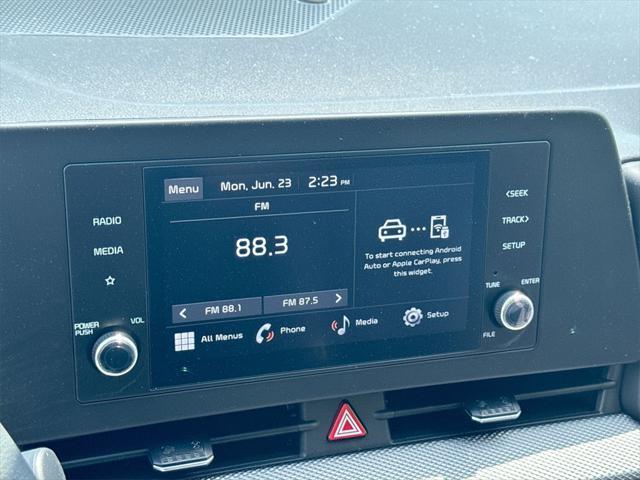 Menu Mon, Jun. 23 2:23 PM
FM
88.3
To start connecting Android
Auto or Apple CarPlay, press
this widget.
< FM 88.1 FM 87.5 >
All Menus Phone Media Setup
RADIO
MEDIA
POWER
PUSH
VOL
<SEEK
TRACK>
SETUP
TUNE
ENTER
FILE